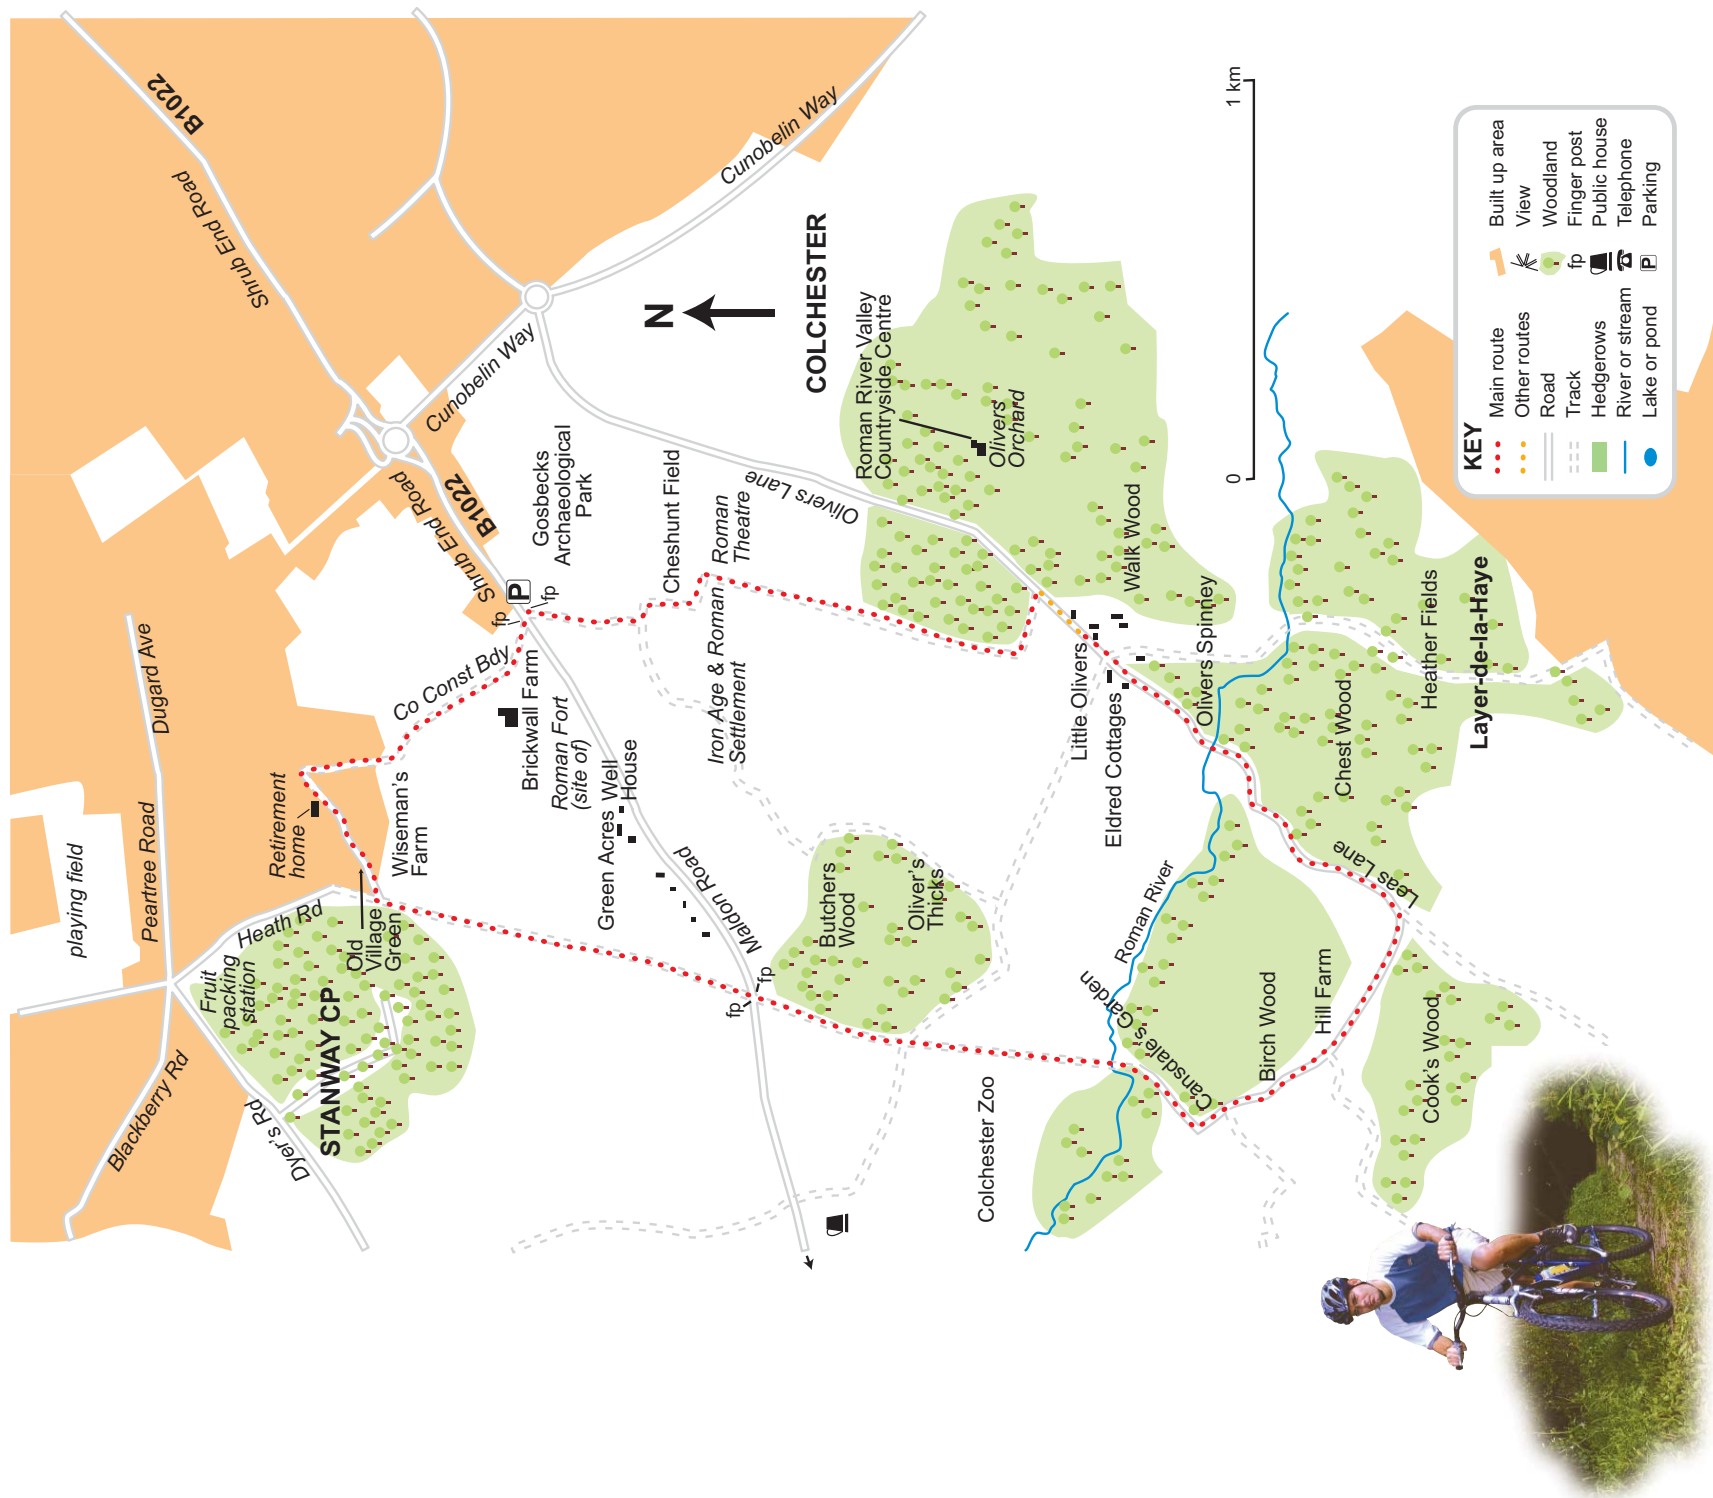 B1022
Shrub End Road
Cunobelin Way
Cunobelin Way
Shrub End Road
B1022
Dugard Ave
Peartree Road
playing field
Blackberry Rd
Dyer's Rd
Heath Rd
Fruit
packing
station
STANWAY CP
Old
Village
Green
Retirement
home
Wiseman's
Farm
Co Const Bdy
fp
P
fp
Gosbecks
Archaeological
Park
Brickwall Farm
Roman Fort
(site of)
Green Acres Well
House
Maldon Road
fp
fp
Cheshunt Field
Roman
Theatre
Iron Age & Roman
Settlement
Olivers Lane
N
COLCHESTER
Roman River Valley
Countryside Centre
Olivers
Orchard
Walk Wood
Little Olivers
Eldred Cottages
Olivers Spinney
Butchers
Wood
Oliver's
Thicks
Colchester Zoo
Roman River
Cansdale's Garden
Birch Wood
Hill Farm
Leas Lane
Cook's Wood
Chest Wood
Heather Fields
Layer-de-la-Haye
0
1 km
KEY
Main route
Other routes
Road
Track
Hedgerows
River or stream
Lake or pond
Built up area
View
Woodland
fp Finger post
Public house
Telephone
P Parking